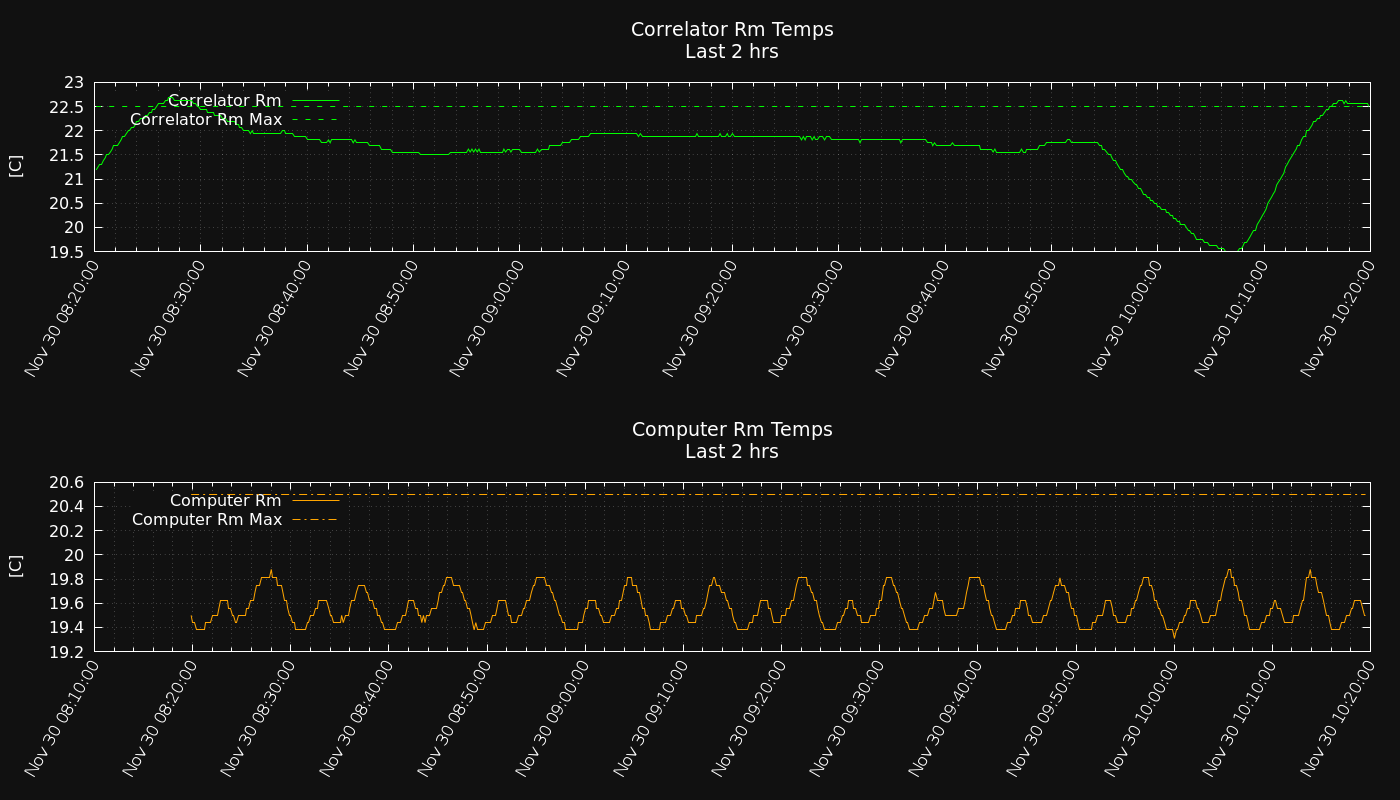 Correlator Rm Temps
Last 2 hrs
[C]
23
22.5
22
21.5
21
20.5
20
19.5
Correlator Rm
Correlator Rm Max
Nov 30 08:20:00
Nov 30 08:30:00
Nov 30 08:40:00
Nov 30 08:50:00
Nov 30 09:00:00
Nov 30 09:10:00
Nov 30 09:20:00
Nov 30 09:30:00
Nov 30 09:40:00
Nov 30 09:50:00
Nov 30 10:00:00
Nov 30 10:10:00
Nov 30 10:20:00
Computer Rm Temps
Last 2 hrs
[C]
20.6
20.4
20.2
20
19.8
19.6
19.4
19.2
Computer Rm
Computer Rm Max
Nov 30 08:10:00
Nov 30 08:20:00
Nov 30 08:30:00
Nov 30 08:40:00
Nov 30 08:50:00
Nov 30 09:00:00
Nov 30 09:10:00
Nov 30 09:20:00
Nov 30 09:30:00
Nov 30 09:40:00
Nov 30 09:50:00
Nov 30 10:00:00
Nov 30 10:10:00
Nov 30 10:20:00